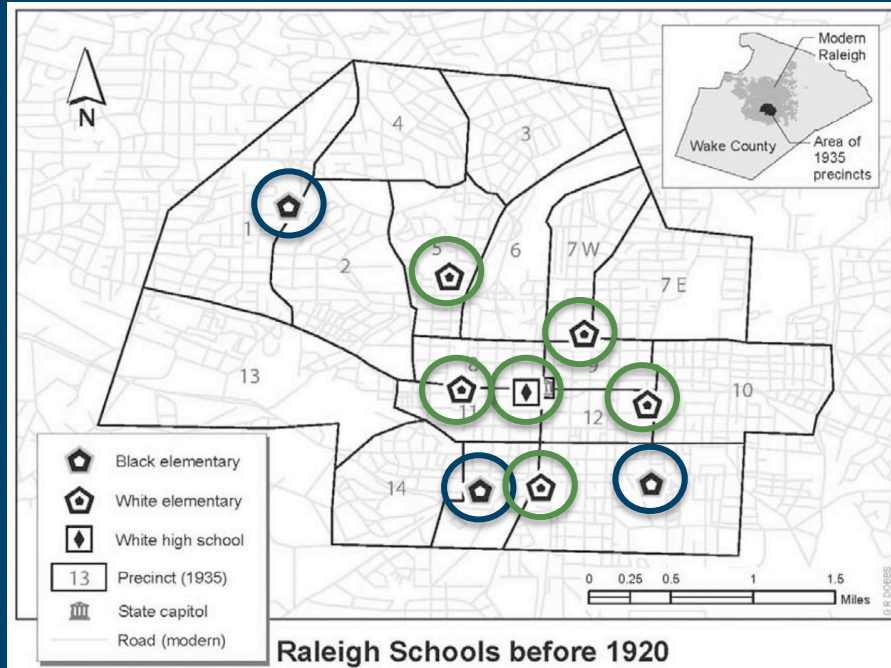 Modern
Raleigh
Wake County
Area of
1935
precincts
N
4
3
1
2
5
6
7 W
7 E
13
8
9
10
11
12
14
Black elementary
White elementary
White high school
13 Precinct (1935)
State capitol
Road (modern)
0 0.25 0.5 1 1.5
Miles
G R DOBBS
Raleigh Schools before 1920